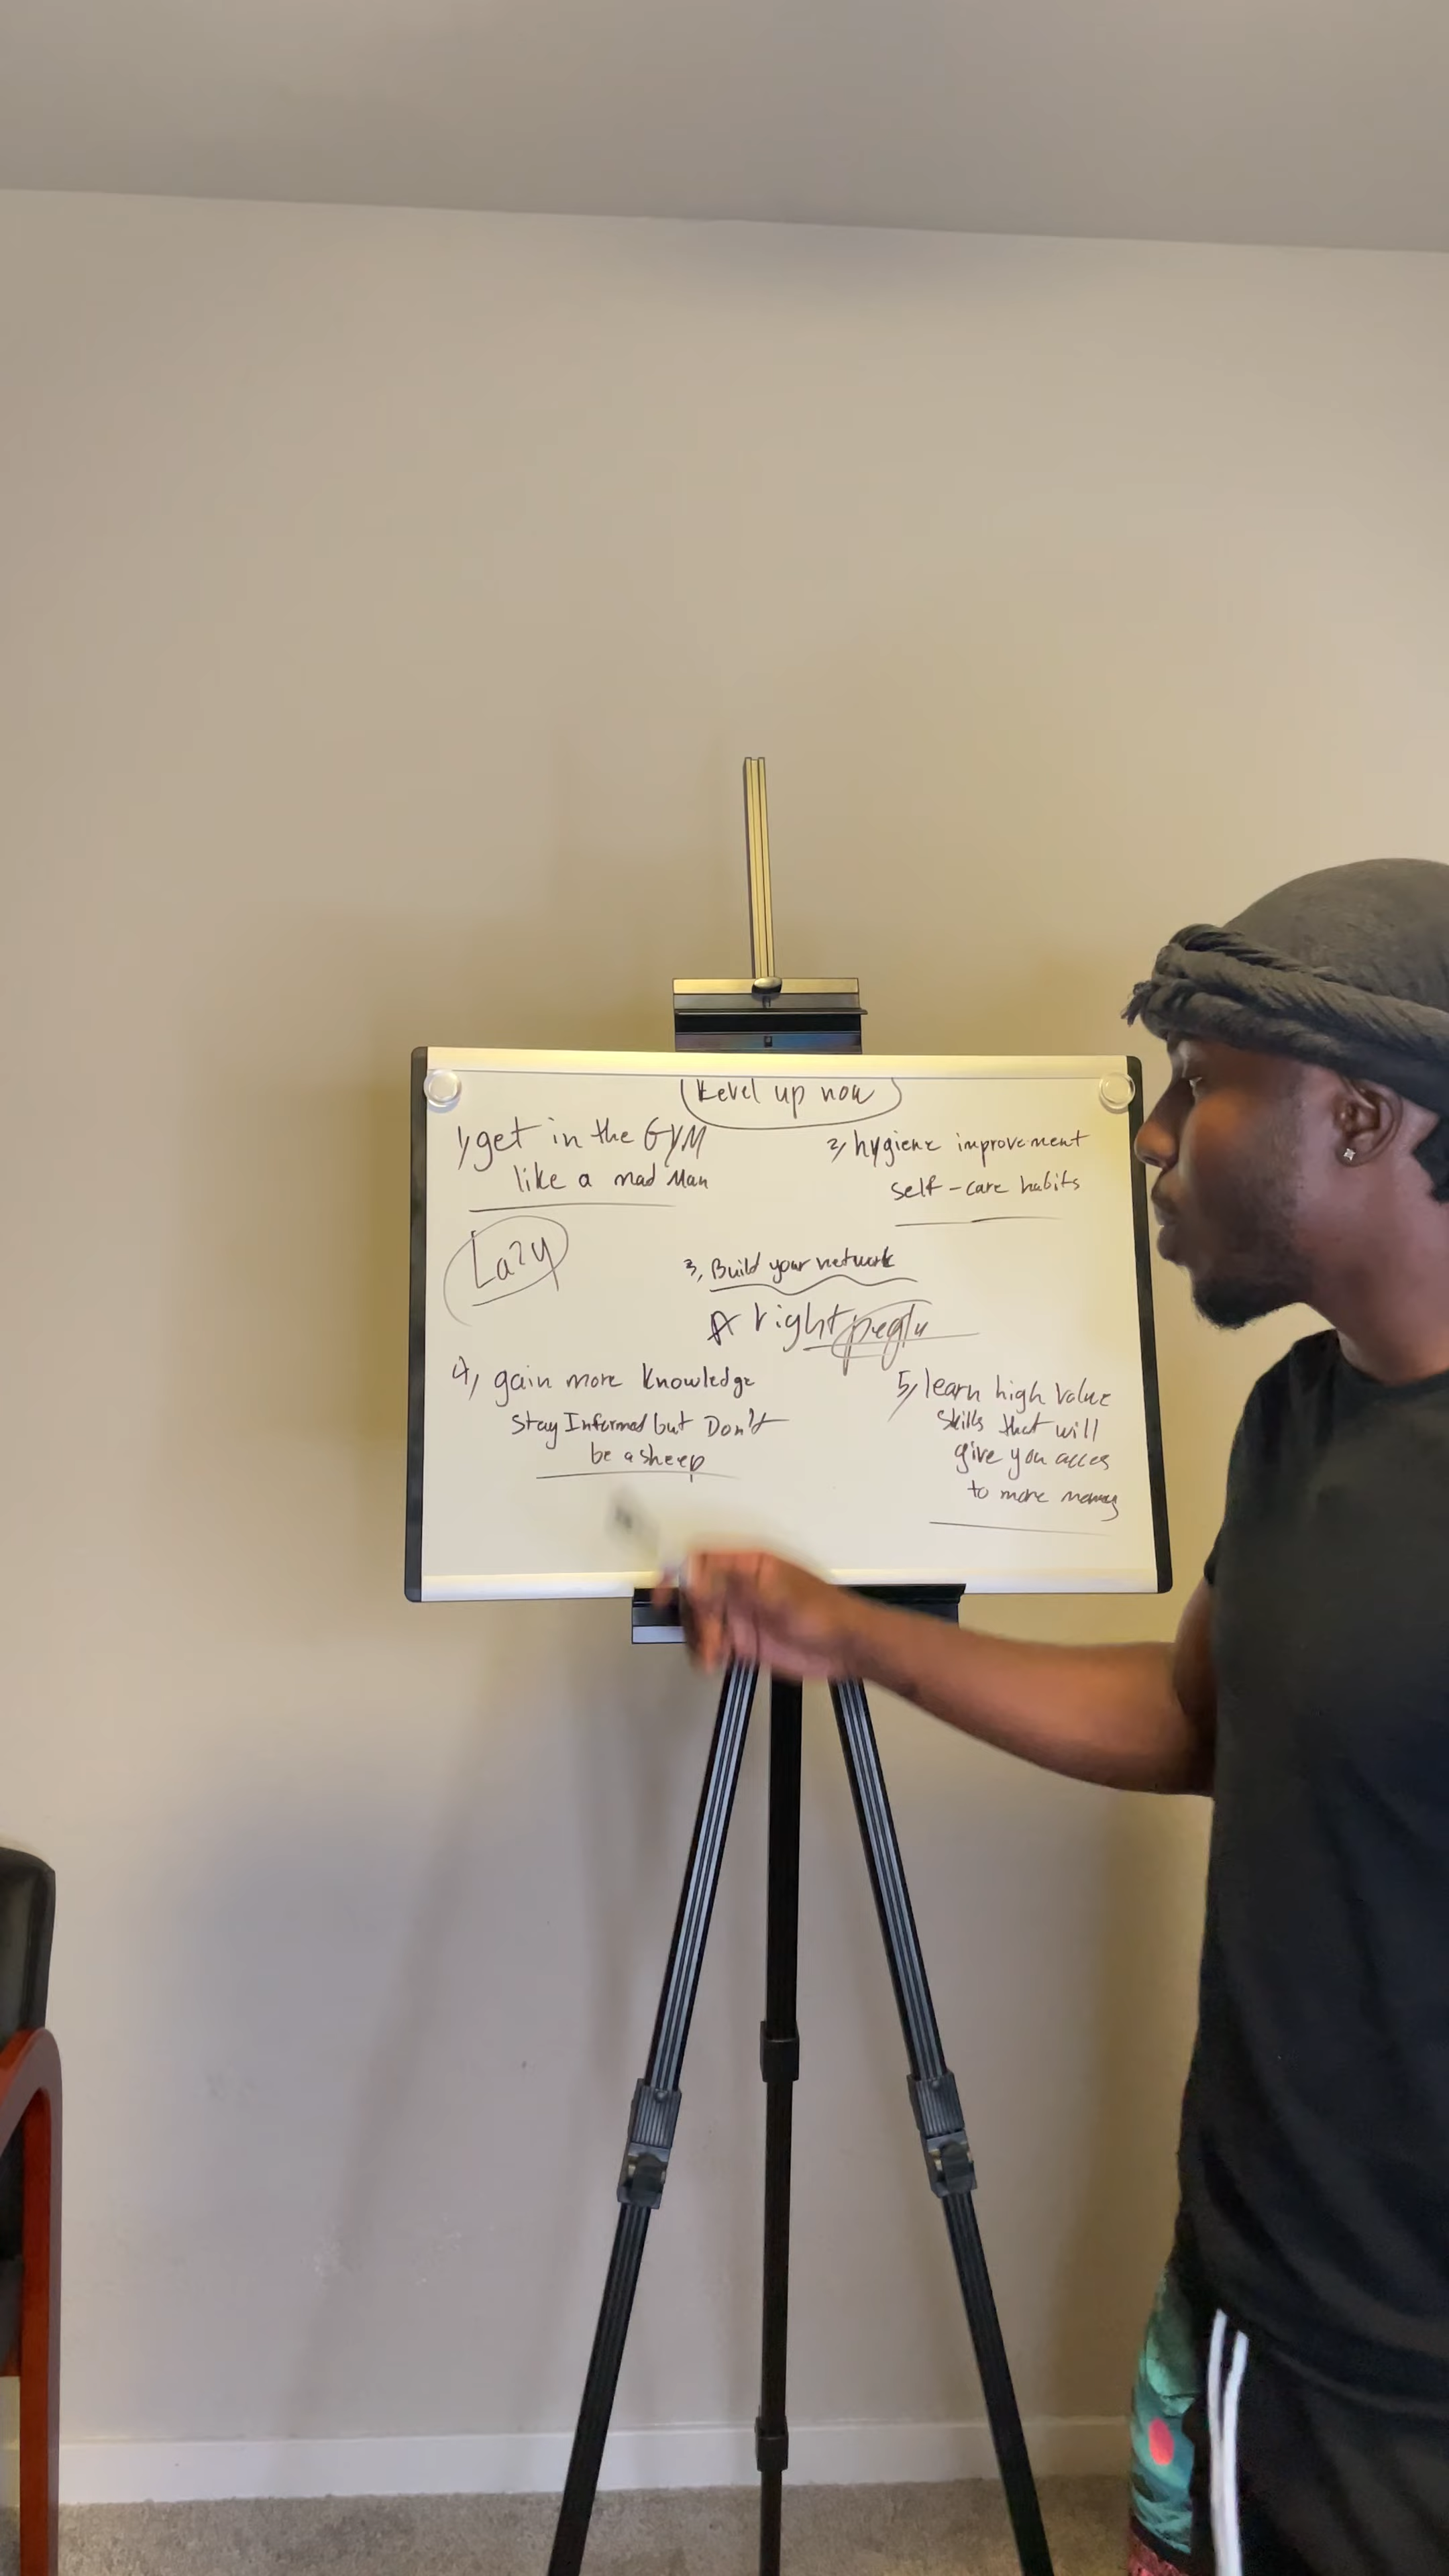 Level up now
1, get in the GYM
like a mad Man
2, hygiene improvement
self-care habits
Lazy
3, Build your network
right
4, gain more knowledge
Stay Informed but Don't
be a sheep
5, learn high value
skills that will
give you acces
to more money